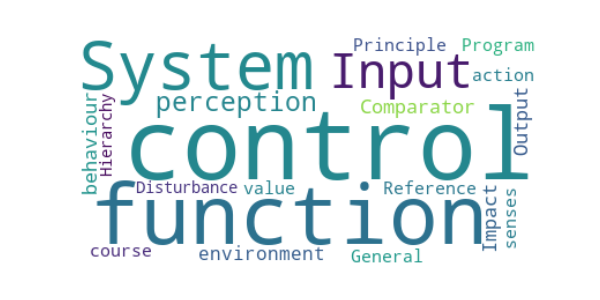 System
Principle
Program
Input
action
perception
Comparator
behaviour
Hierarchy
control
Output
Disturbance
value
Reference
function
Impact
senses
course
environment
General